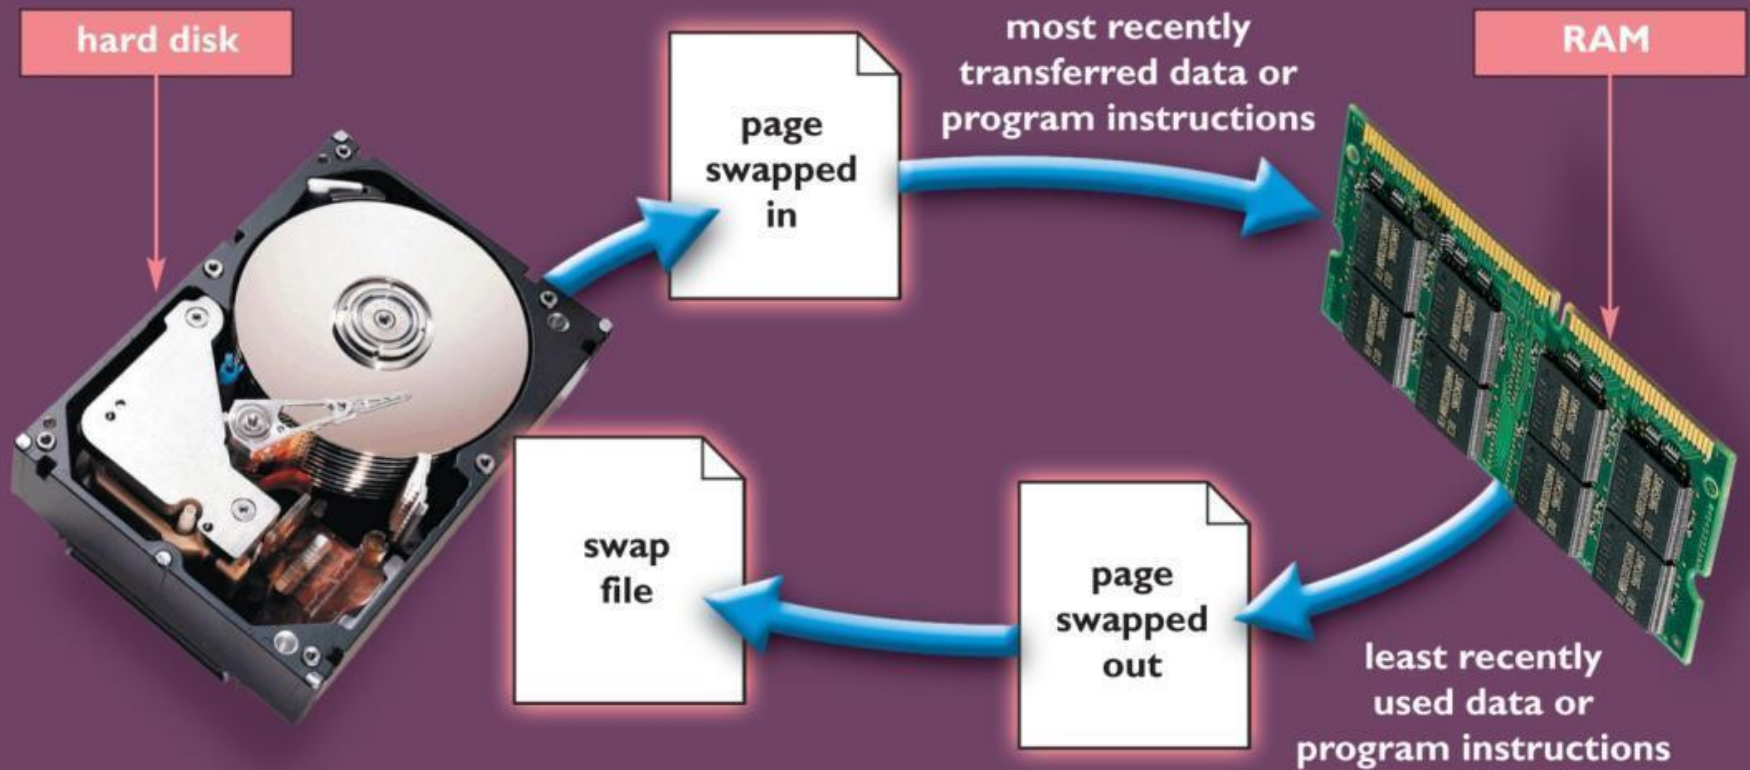 hard disk
page
swapped
in
most recently
transferred data or
program instructions
RAM
swap
file
page
swapped
out
least recently
used data or
program instructions